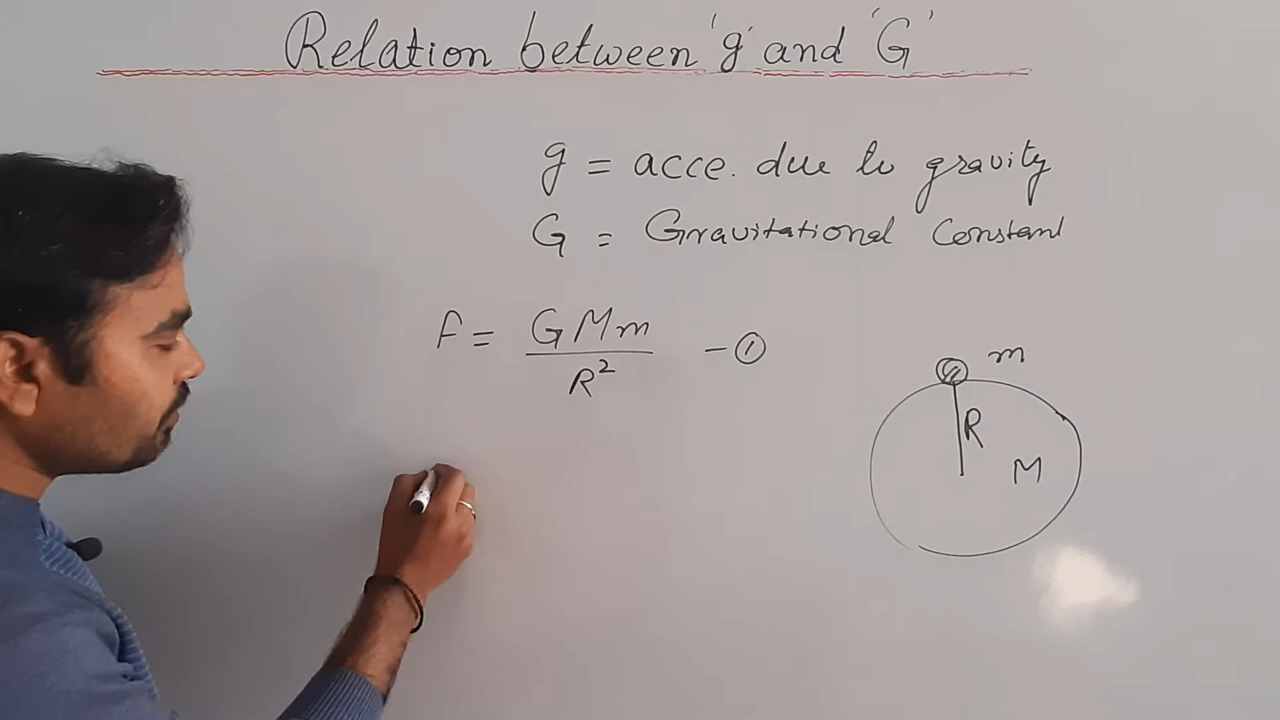 Relation between 'g' and 'G'
g = acce. due to gravity
G = Gravitational Constant
F = GMm/R² - ①
m
R
M